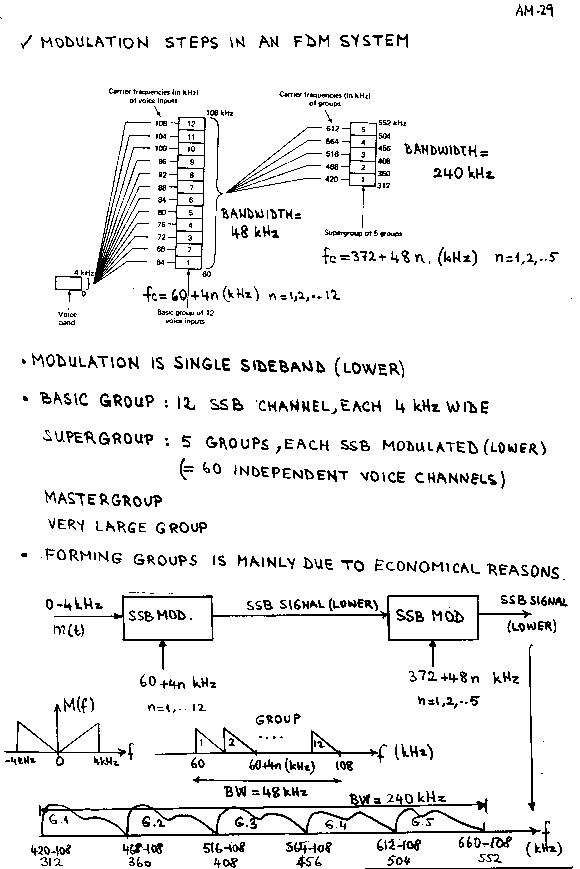 AM-29
✓ MODULATION STEPS IN AN FDM SYSTEM
Carrier frequencies (in kHz)
of voice inputs
108 kHz
108 12
104 11
100 10
96 9
92 8
88 7
84 6
80 5
76 4
72 3
68 2
64 1
60
4 kHz
0
Voice
band
BANDWIDTH=
48 kHz
fc=60+4n(kHz) n=1,2,..12
Basic group of 12
voice inputs
Carrier frequencies (in kHz)
of groups
552 kHz
612 5 504
564 4 456
516 3 408
468 2 360
420 1 312
BANDWIDTH=
240 kHz
Supergroup of 5 groups
fc=372+48n. (kHz) n=1,2,..5
• MODULATION IS SINGLE SIDEBAND (LOWER)
• BASIC GROUP : 12 SSB CHANNEL, EACH 4 kHz WIDE
SUPERGROUP : 5 GROUPS, EACH SSB MODULATED (LOWER)
(= 60 INDEPENDENT VOICE CHANNELS)
MASTERGROUP
VERY LARGE GROUP
• FORMING GROUPS IS MAINLY DUE TO ECONOMICAL REASONS.
0-4kHz
m(t)
SSB MOD.
SSB SIGNAL (LOWER)
SSB MOD
SSB SIGNAL
(LOWER)
60+4n kHz
n=1,..12
372+48n kHz
n=1,2,..5
M(f)
-4kHz 0 4kHz f
GROUP
1 2 .... 12
60 60+4n(kHz) 108 f (kHz)
BW=48kHz
BW=240kHz
G.1 G.2 G.3 G.4 G.5 f
420-108 468-108 516-108 564-108 612-108 660-108 (kHz)
312 360 408 456 504 552